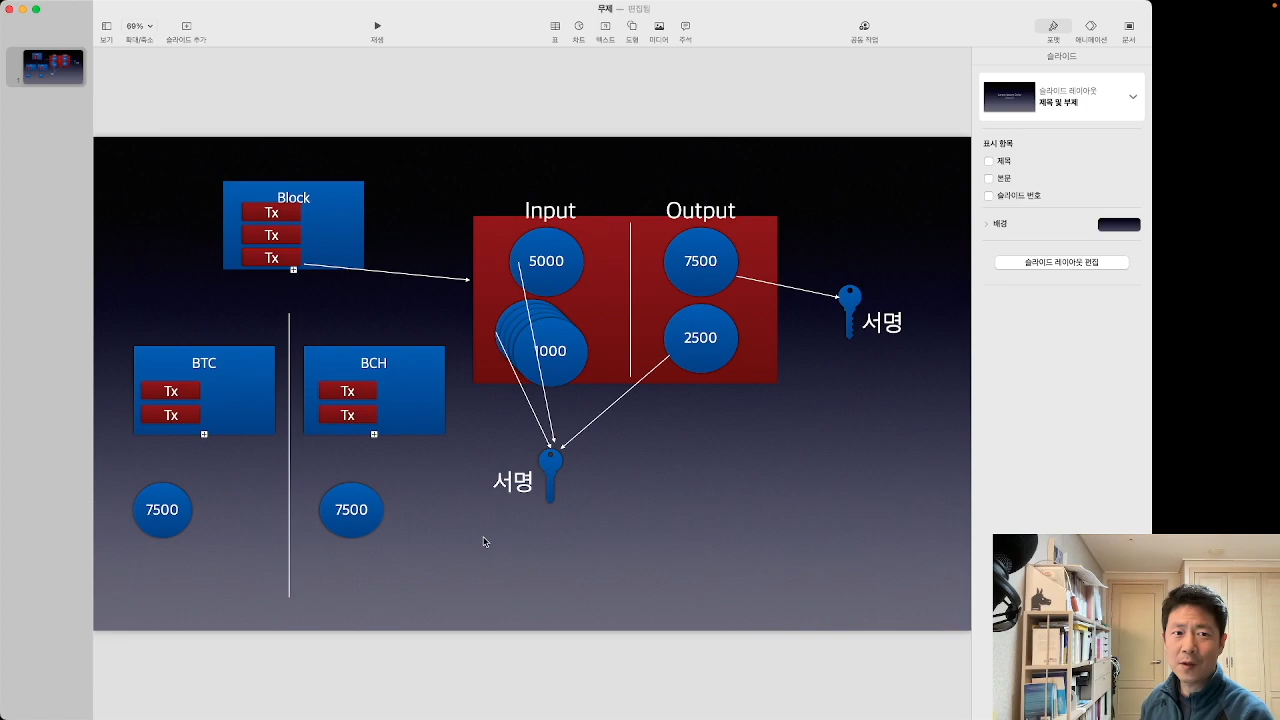 무제 — 편집됨
69%
보기
확대/축소
슬라이드 추가
재생
표
차트
텍스트
도형
미디어
주석
공동 작업
포맷
애니메이션
문서
슬라이드
1
슬라이드 레이아웃
제목 및 부제
표시 항목
제목
본문
슬라이드 번호
배경
슬라이드 레이아웃 편집
Block
Tx
Tx
Tx
Input
Output
5000
7500
1000
2500
서명
서명
BTC
Tx
Tx
BCH
Tx
Tx
7500
7500